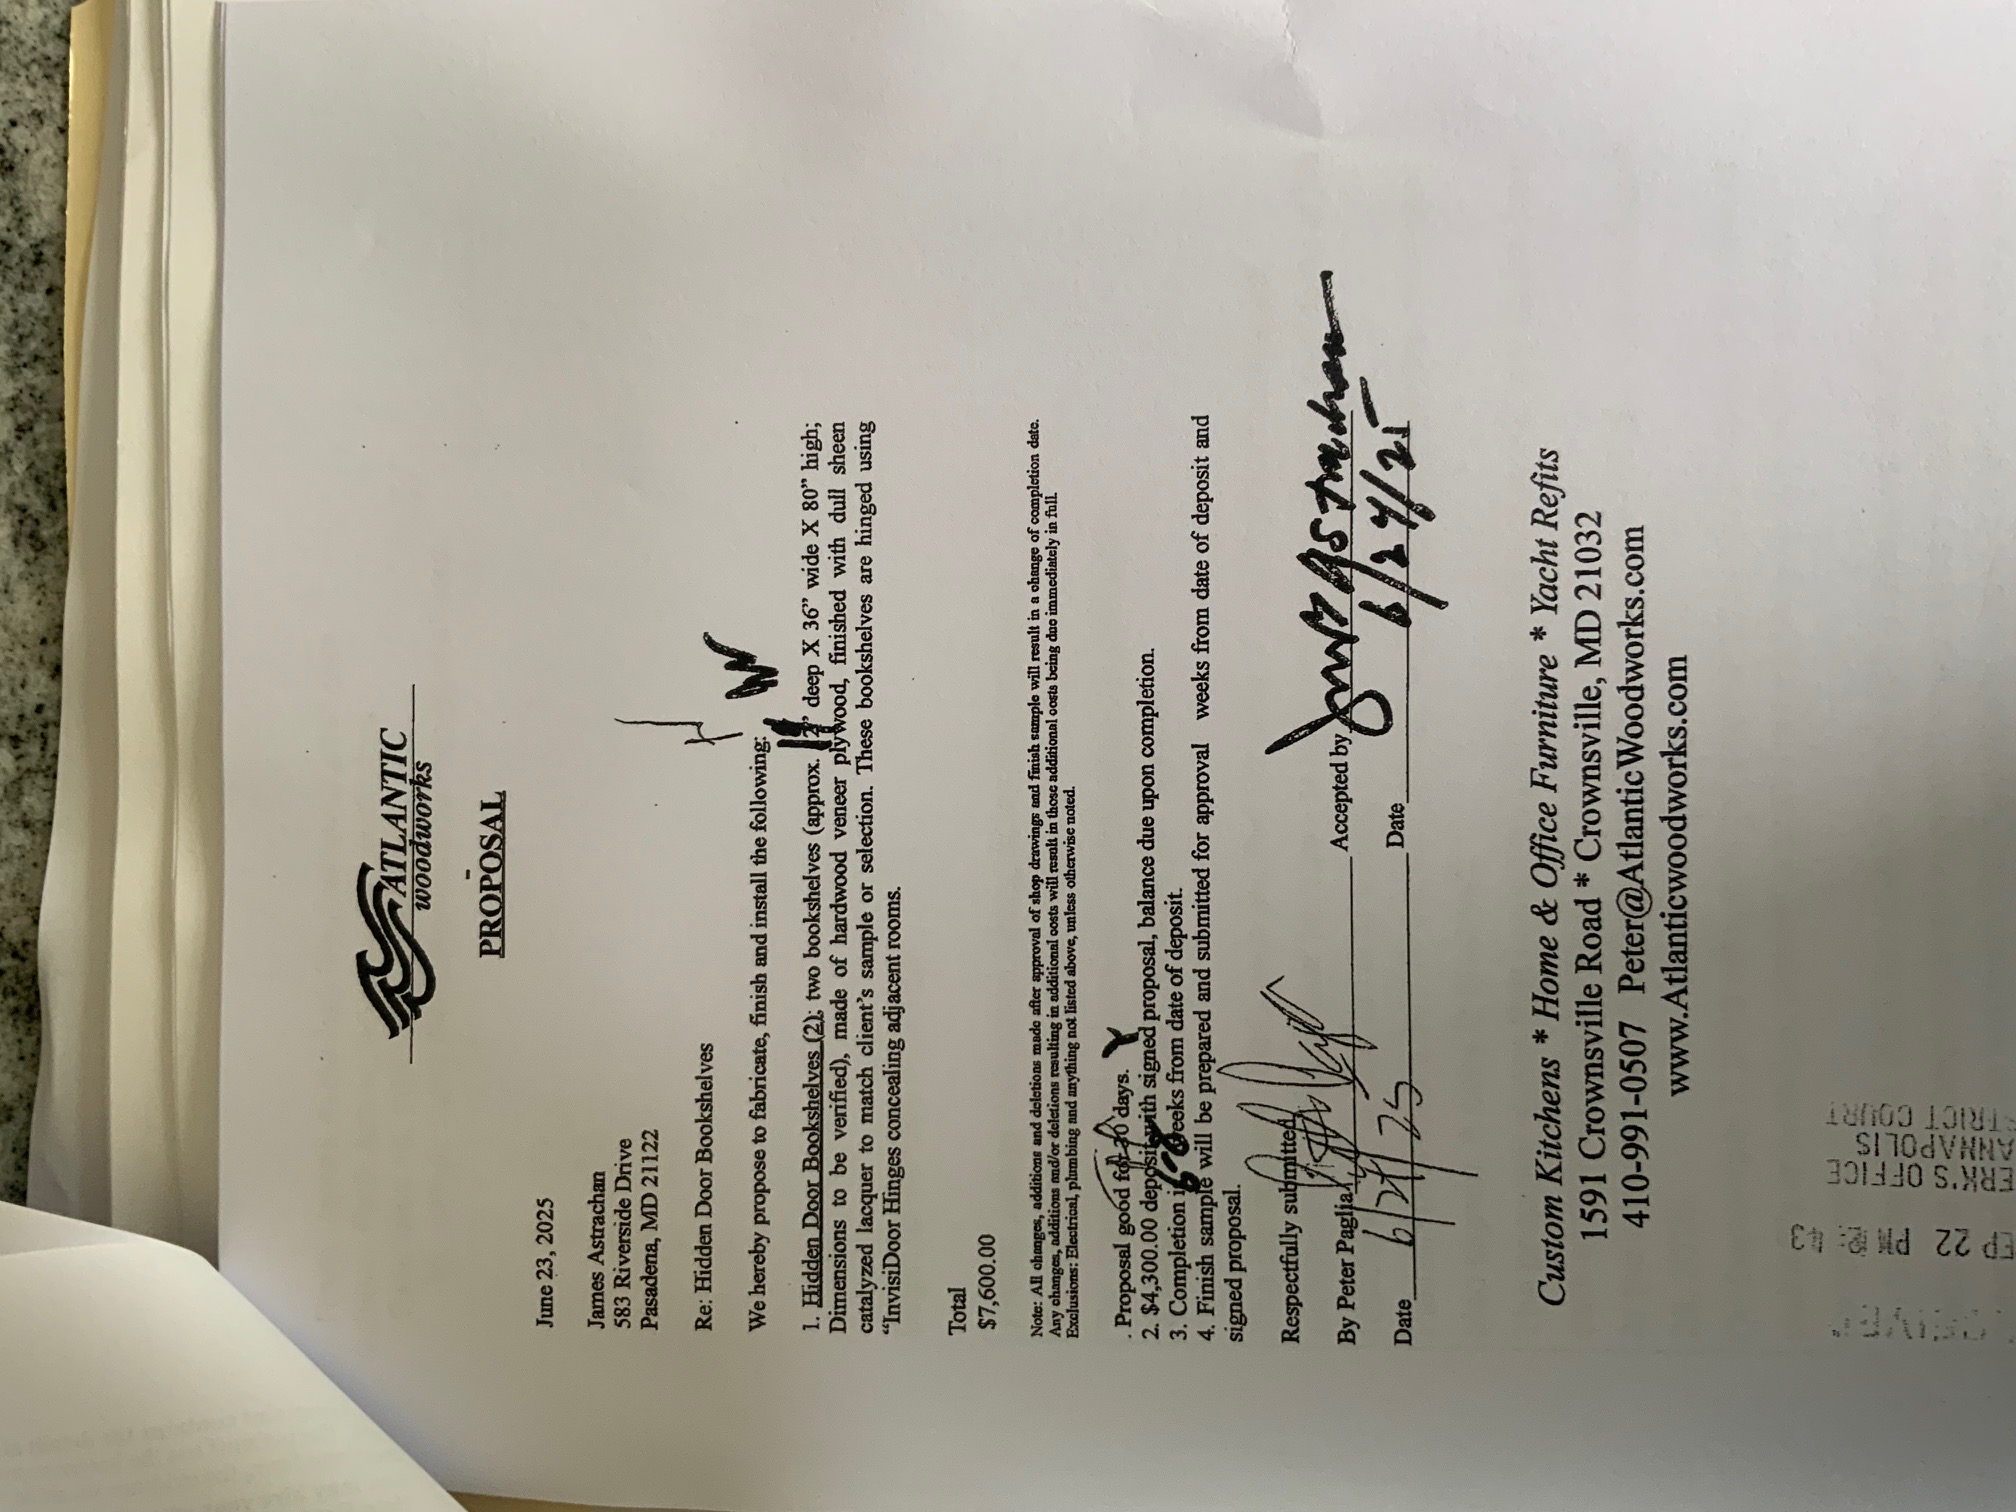 ATLANTIC
woodworks
PROPOSAL
June 23, 2025
James Astrachan
583 Riverside Drive
Pasadena, MD 21122
Re: Hidden Door Bookshelves
We hereby propose to fabricate, finish and install the following:
1. Hidden Door Bookshelves (2); two bookshelves (approx. deep X 36” wide X 80” high;
Dimensions to be verified), made of hardwood veneer plywood, finished with dull sheen
catalyzed lacquer to match client’s sample or selection. These bookshelves are hinged using
“InvisiDoor Hinges concealing adjacent rooms.
Total
$7,600.00
Note: All changes, additions and deletions made after approval of shop drawings and finish sample will result in a change of completion date.
Any changes, additions and/or deletions resulting in additional costs will result in those additional costs being due immediately in full.
Exclusions: Electrical, plumbing and anything not listed above, unless otherwise noted.
. Proposal good for 30 days.
2. $4,300.00 deposit with signed proposal, balance due upon completion.
3. Completion 6-8 weeks from date of deposit.
4. Finish sample will be prepared and submitted for approval weeks from date of deposit and
signed proposal.
Respectfully submitted,
By Peter Paglia Accepted by James Astrachan
Date 6/24/25 Date 6/24/25
Custom Kitchens * Home & Office Furniture * Yacht Refits
1591 Crownsville Road * Crownsville, MD 21032
410-991-0507 Peter@AtlanticWoodworks.com
www.Atlanticwoodworks.com
EP 22 PM 2: 43
ERK'S OFFICE
ANNAPOLIS
TRICT COURT